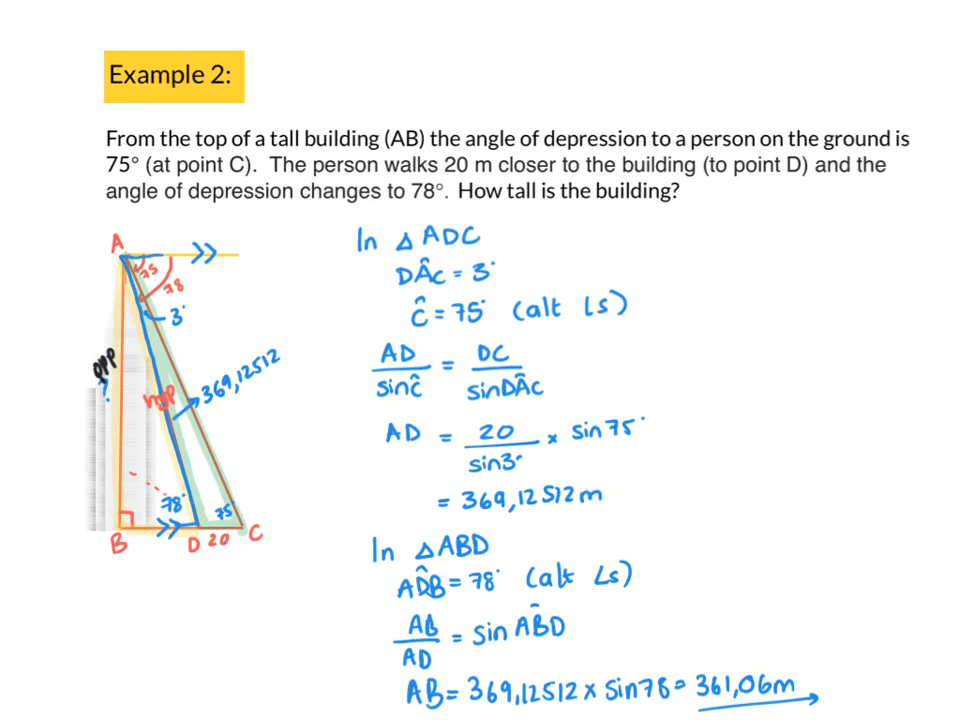 Example 2:
From the top of a tall building (AB) the angle of depression to a person on the ground is
75° (at point C). The person walks 20 m closer to the building (to point D) and the
angle of depression changes to 78°. How tall is the building?
A
75
78
3°
opp
?
hyp
369,12512
78°
75°
B
D 20 C
In △ADC
DÂC = 3°
Ĉ = 75° (alt ∠s)
AD/sinĈ = DC/sinDÂC
AD = 20/sin3° × sin75°
= 369,12512m
In △ABD
AD̂B = 78° (alt ∠s)
AB/AD = sin AB̂D
AB = 369,12512 × sin78 = 361,06m